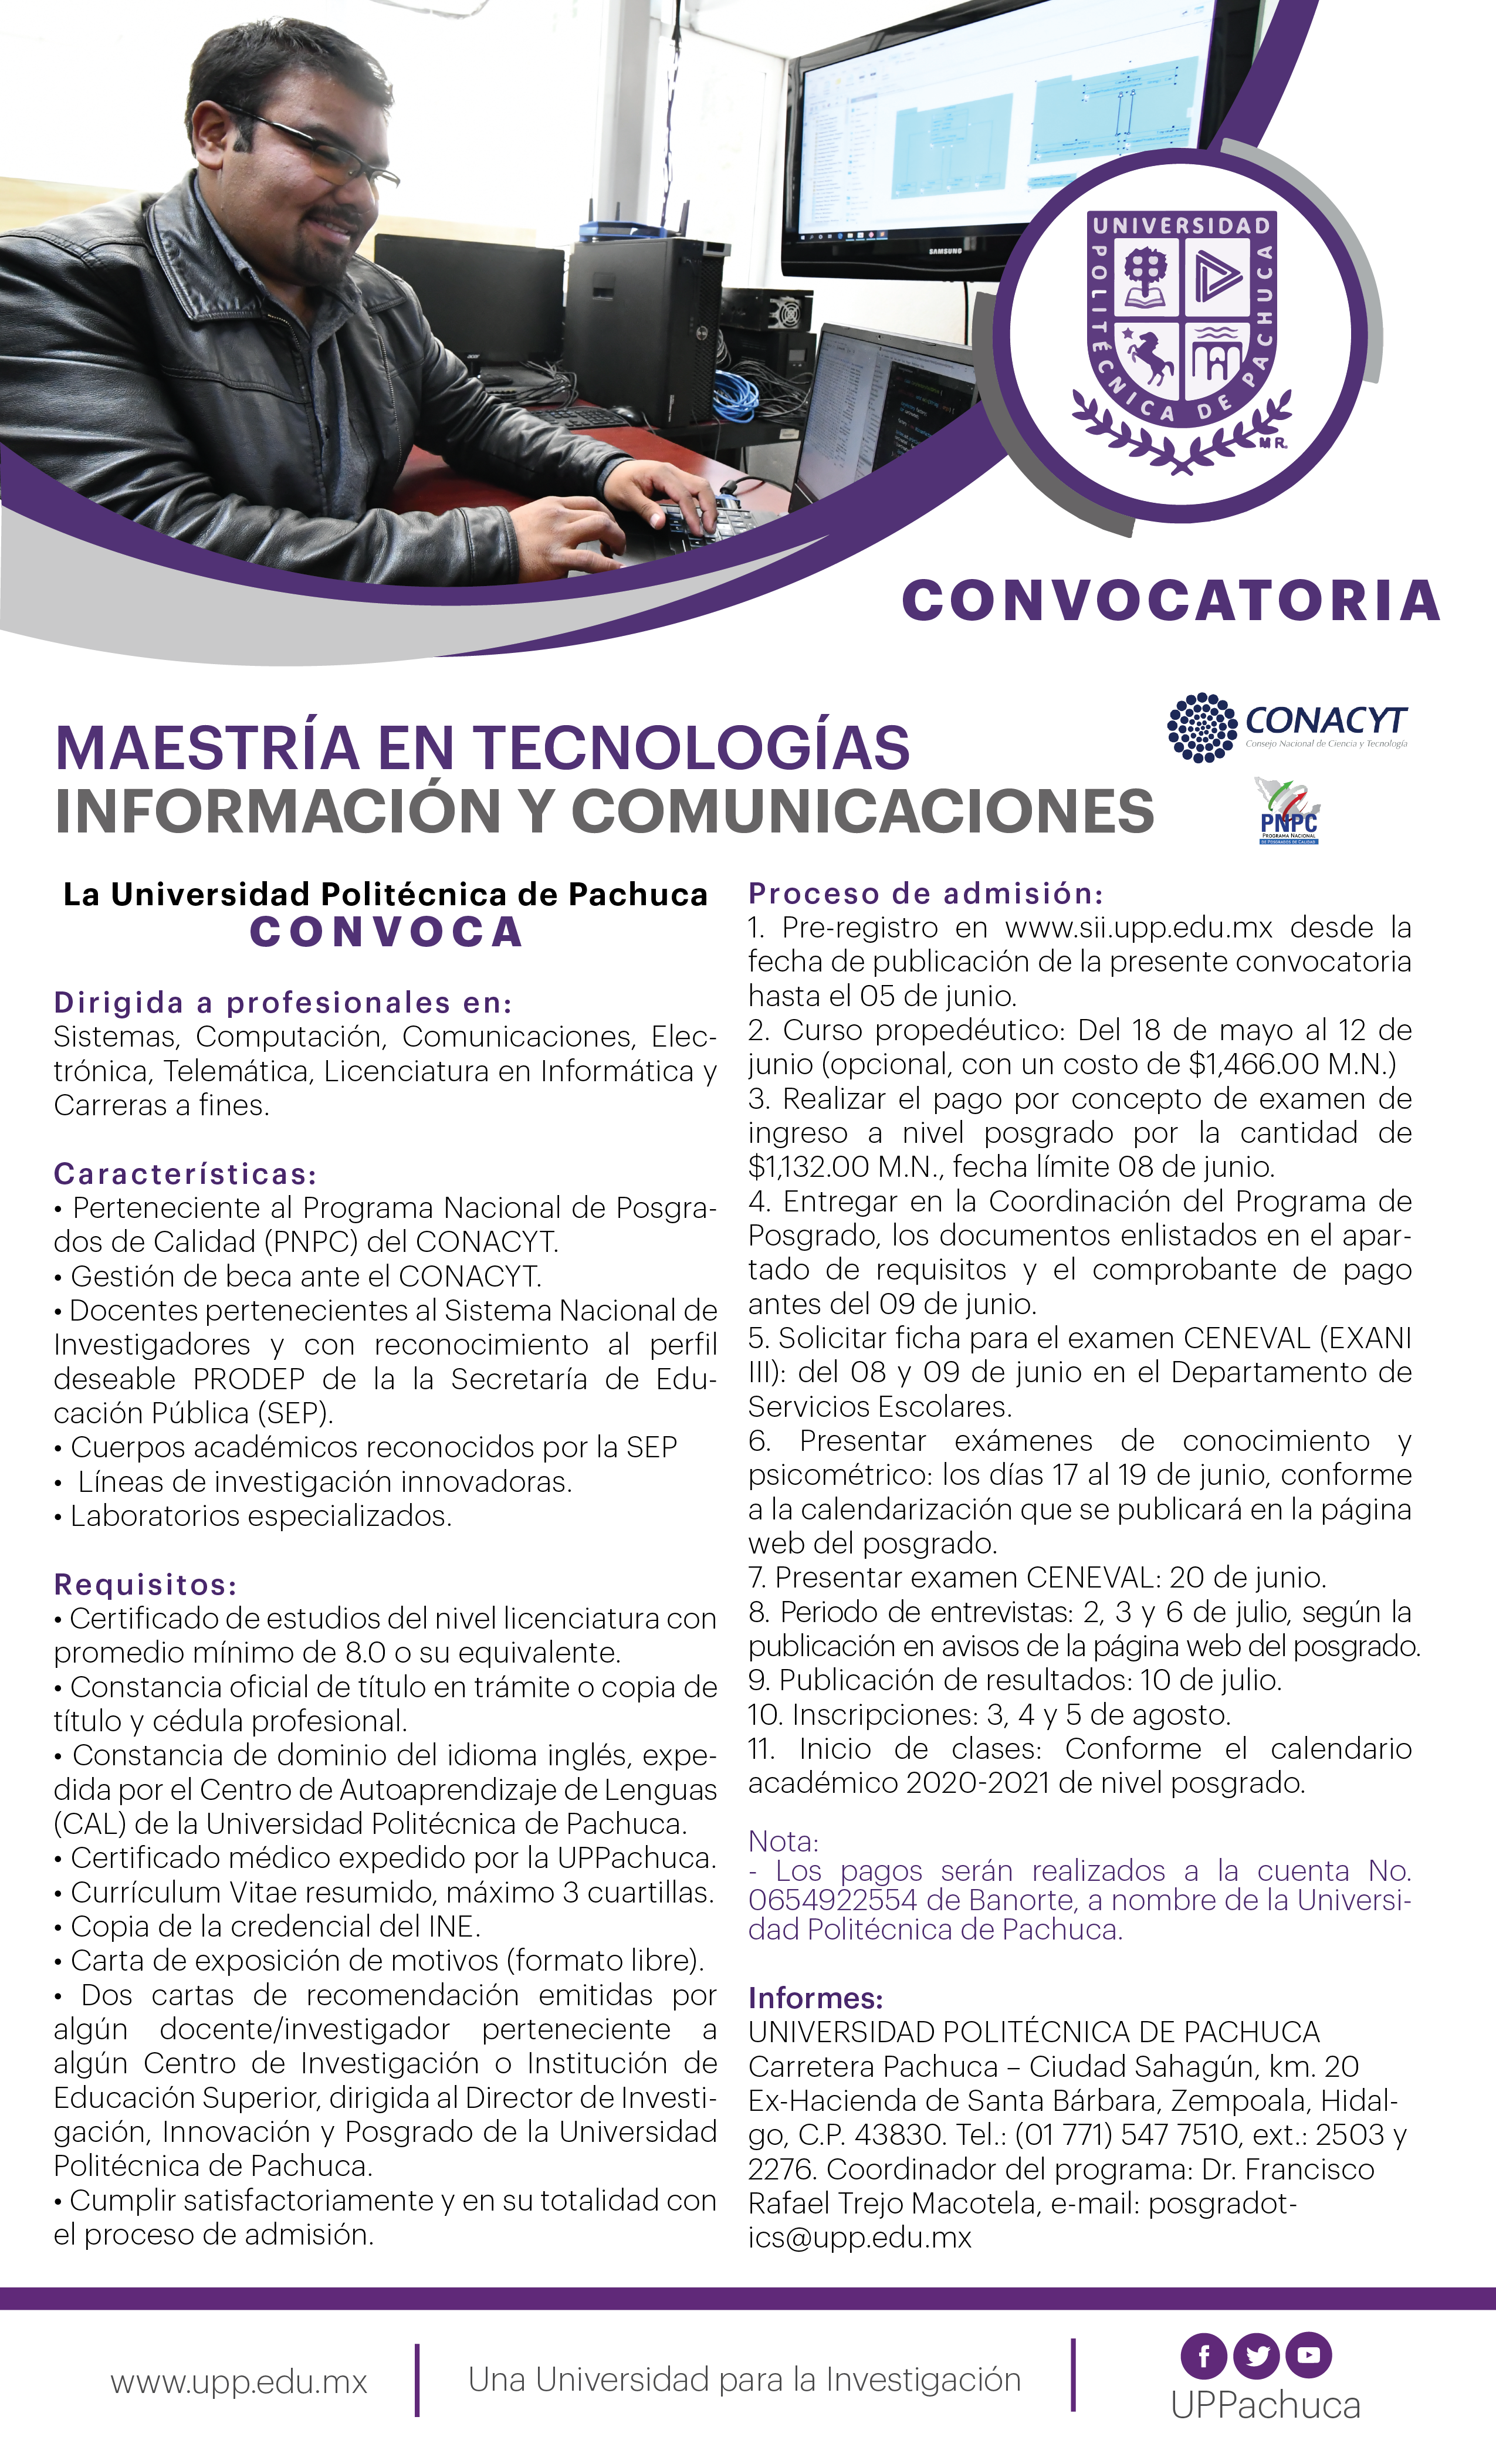 SAMSUNG
UNIVERSIDAD
POLITÉCNICA DE PACHUCA
M.R.
CONVOCATORIA
MAESTRÍA EN TECNOLOGÍAS
INFORMACIÓN Y COMUNICACIONES
CONACYT
Consejo Nacional de Ciencia y Tecnología
PNPC
PROGRAMA NACIONAL
DE POSGRADOS DE CALIDAD
La Universidad Politécnica de Pachuca
CONVOCA
Dirigida a profesionales en:
Sistemas, Computación, Comunicaciones, Elec-
trónica, Telemática, Licenciatura en Informática y
Carreras a fines.
Características:
• Perteneciente al Programa Nacional de Posgra-
dos de Calidad (PNPC) del CONACYT.
• Gestión de beca ante el CONACYT.
• Docentes pertenecientes al Sistema Nacional de
Investigadores y con reconocimiento al perfil
deseable PRODEP de la la Secretaría de Edu-
cación Pública (SEP).
• Cuerpos académicos reconocidos por la SEP
• Líneas de investigación innovadoras.
• Laboratorios especializados.
Requisitos:
• Certificado de estudios del nivel licenciatura con
promedio mínimo de 8.0 o su equivalente.
• Constancia oficial de título en trámite o copia de
título y cédula profesional.
• Constancia de dominio del idioma inglés, expe-
dida por el Centro de Autoaprendizaje de Lenguas
(CAL) de la Universidad Politécnica de Pachuca.
• Certificado médico expedido por la UPPachuca.
• Currículum Vitae resumido, máximo 3 cuartillas.
• Copia de la credencial del INE.
• Carta de exposición de motivos (formato libre).
• Dos cartas de recomendación emitidas por
algún docente/investigador perteneciente a
algún Centro de Investigación o Institución de
Educación Superior, dirigida al Director de Investi-
gación, Innovación y Posgrado de la Universidad
Politécnica de Pachuca.
• Cumplir satisfactoriamente y en su totalidad con
el proceso de admisión.
Proceso de admisión:
1. Pre-registro en www.sii.upp.edu.mx desde la
fecha de publicación de la presente convocatoria
hasta el 05 de junio.
2. Curso propedéutico: Del 18 de mayo al 12 de
junio (opcional, con un costo de $1,466.00 M.N.)
3. Realizar el pago por concepto de examen de
ingreso a nivel posgrado por la cantidad de
$1,132.00 M.N., fecha límite 08 de junio.
4. Entregar en la Coordinación del Programa de
Posgrado, los documentos enlistados en el apar-
tado de requisitos y el comprobante de pago
antes del 09 de junio.
5. Solicitar ficha para el examen CENEVAL (EXANI
III): del 08 y 09 de junio en el Departamento de
Servicios Escolares.
6. Presentar exámenes de conocimiento y
psicométrico: los días 17 al 19 de junio, conforme
a la calendarización que se publicará en la página
web del posgrado.
7. Presentar examen CENEVAL: 20 de junio.
8. Periodo de entrevistas: 2, 3 y 6 de julio, según la
publicación en avisos de la página web del posgrado.
9. Publicación de resultados: 10 de julio.
10. Inscripciones: 3, 4 y 5 de agosto.
11. Inicio de clases: Conforme el calendario
académico 2020-2021 de nivel posgrado.
Nota:
- Los pagos serán realizados a la cuenta No.
0654922554 de Banorte, a nombre de la Universi-
dad Politécnica de Pachuca.
Informes:
UNIVERSIDAD POLITÉCNICA DE PACHUCA
Carretera Pachuca – Ciudad Sahagún, km. 20
Ex-Hacienda de Santa Bárbara, Zempoala, Hidal-
go, C.P. 43830. Tel.: (01 771) 547 7510, ext.: 2503 y
2276. Coordinador del programa: Dr. Francisco
Rafael Trejo Macotela, e-mail: posgradot-
ics@upp.edu.mx
www.upp.edu.mx
Una Universidad para la Investigación
UPPachuca